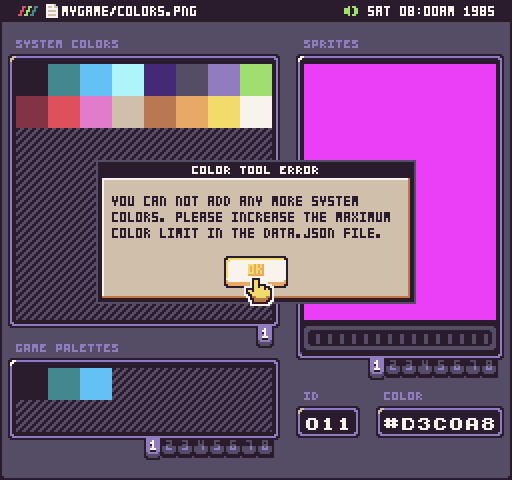 MYGAME/COLORS.PNG
SAT 08:00AM 1985
SYSTEM COLORS
SPRITES
COLOR TOOL ERROR
YOU CAN NOT ADD ANY MORE SYSTEM
COLORS. PLEASE INCREASE THE MAXIMUM
COLOR LIMIT IN THE DATA.JSON FILE.
OK
1
GAME PALETTES
1 2 3 4 5 6 7 8
ID
COLOR
011
#D3C0A8
1 2 3 4 5 6 7 8